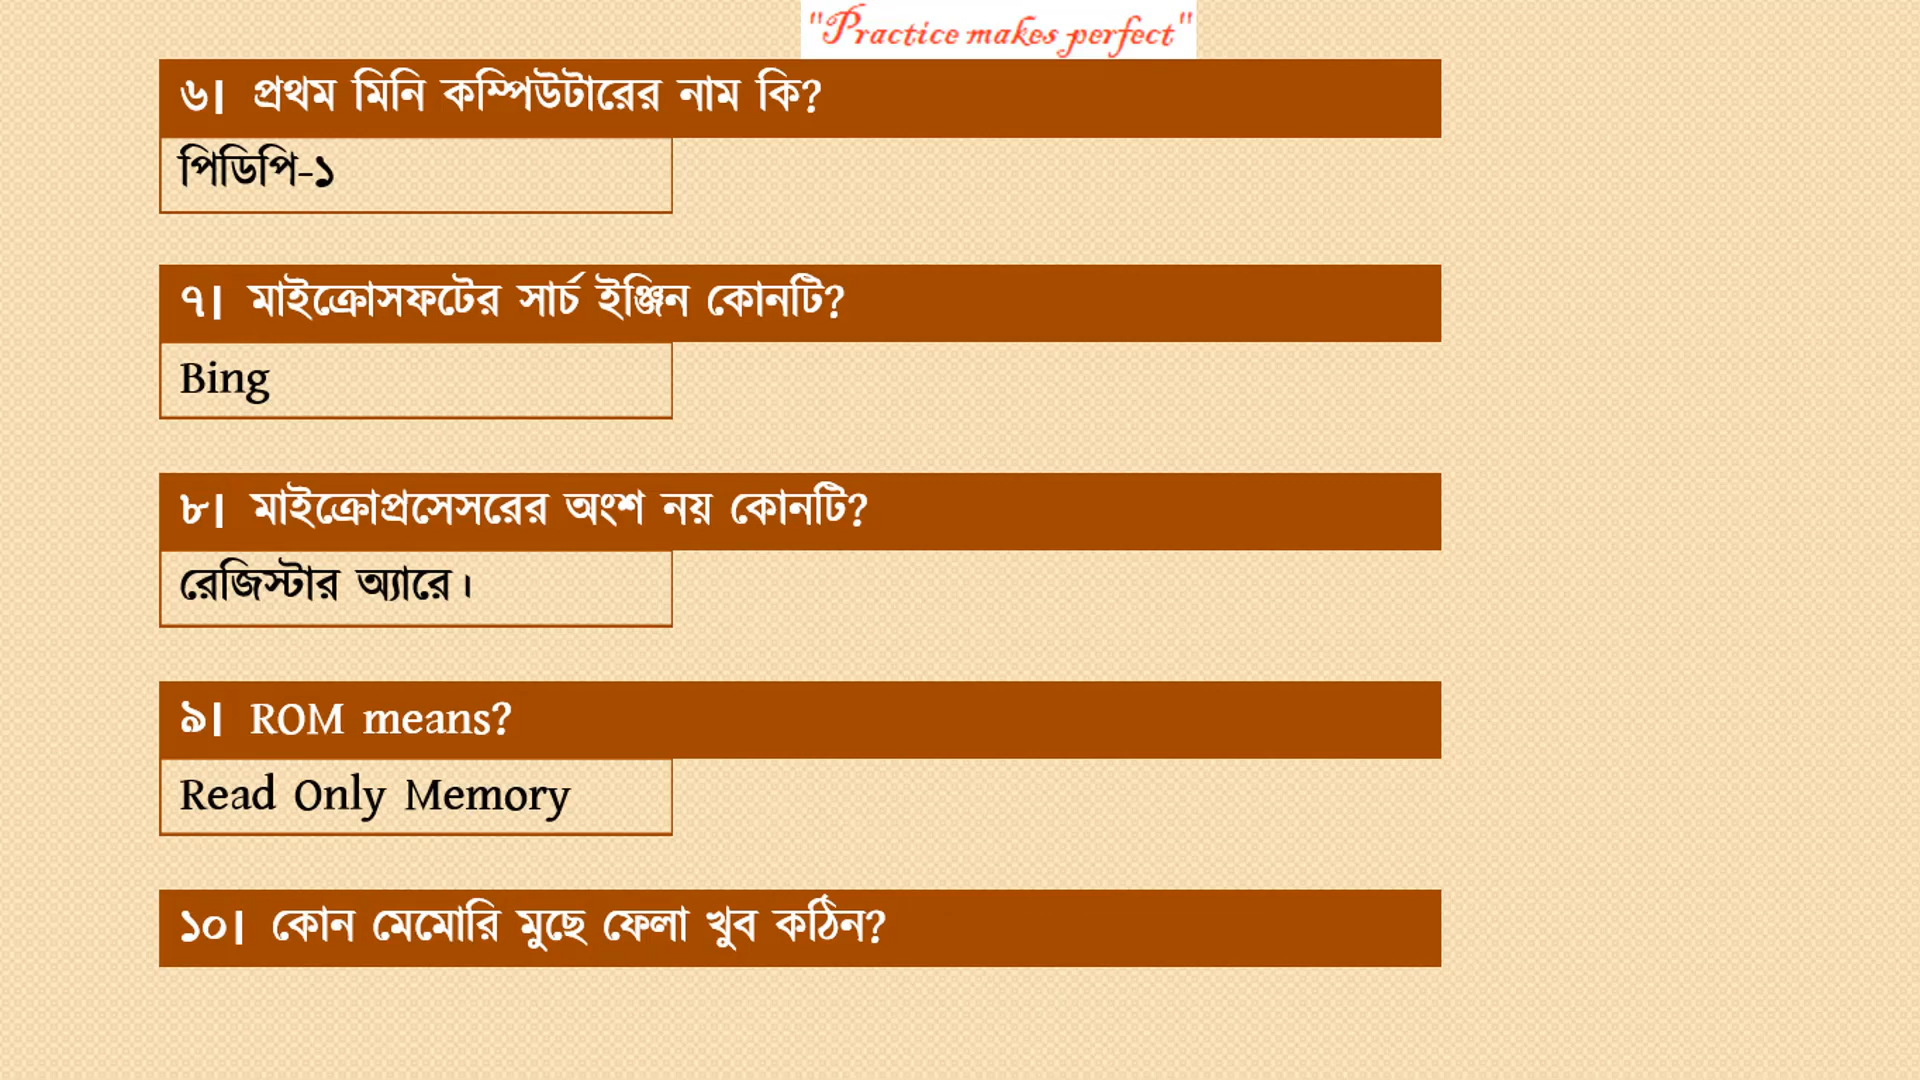 "Practice makes perfect"
৬। প্রথম মিনি কম্পিউটারের নাম কি?
পিডিপি-১
৭। মাইক্রোসফটের সার্চ ইঞ্জিন কোনটি?
Bing
৮। মাইক্রোপ্রসেসরের অংশ নয় কোনটি?
রেজিস্টার অ্যারে।
৯। ROM means?
Read Only Memory
১০। কোন মেমোরি মুছে ফেলা খুব কঠিন?